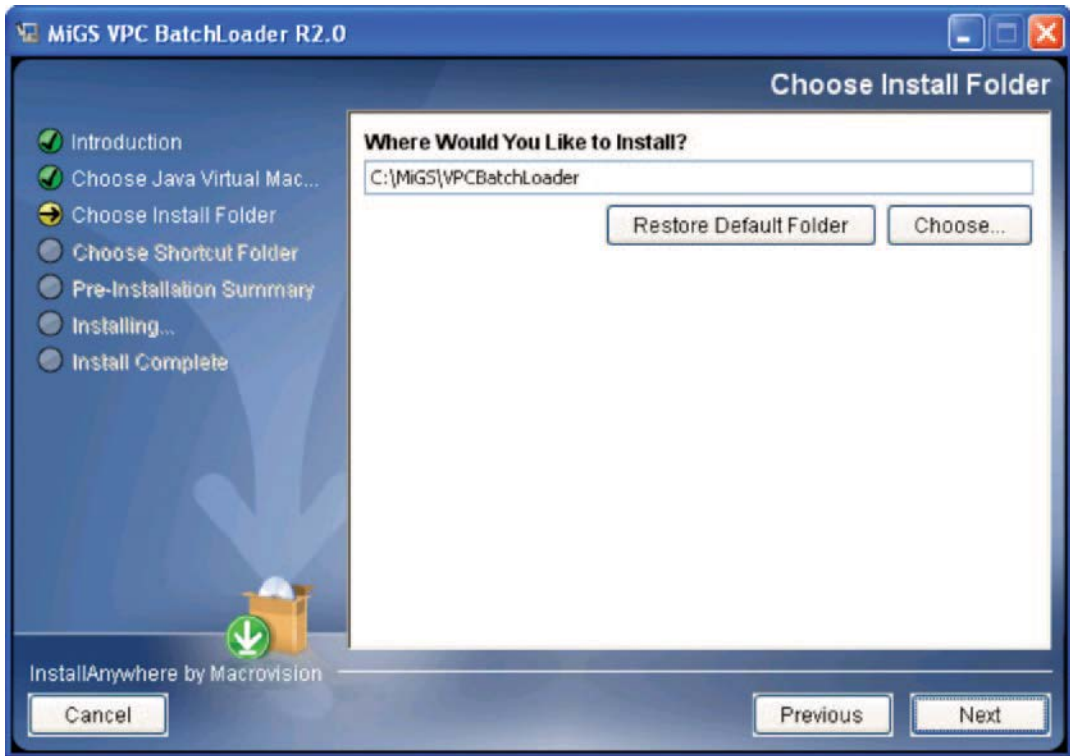 MiGS VPC BatchLoader R2.0
Choose Install Folder
Introduction
Choose Java Virtual Mac...
Choose Install Folder
Choose Shortcut Folder
Pre-Installation Summary
Installing...
Install Complete
Where Would You Like to Install?
C:\MiGS\VPCBatchLoader
Restore Default Folder
Choose...
InstallAnywhere by Macrovision
Cancel
Previous
Next